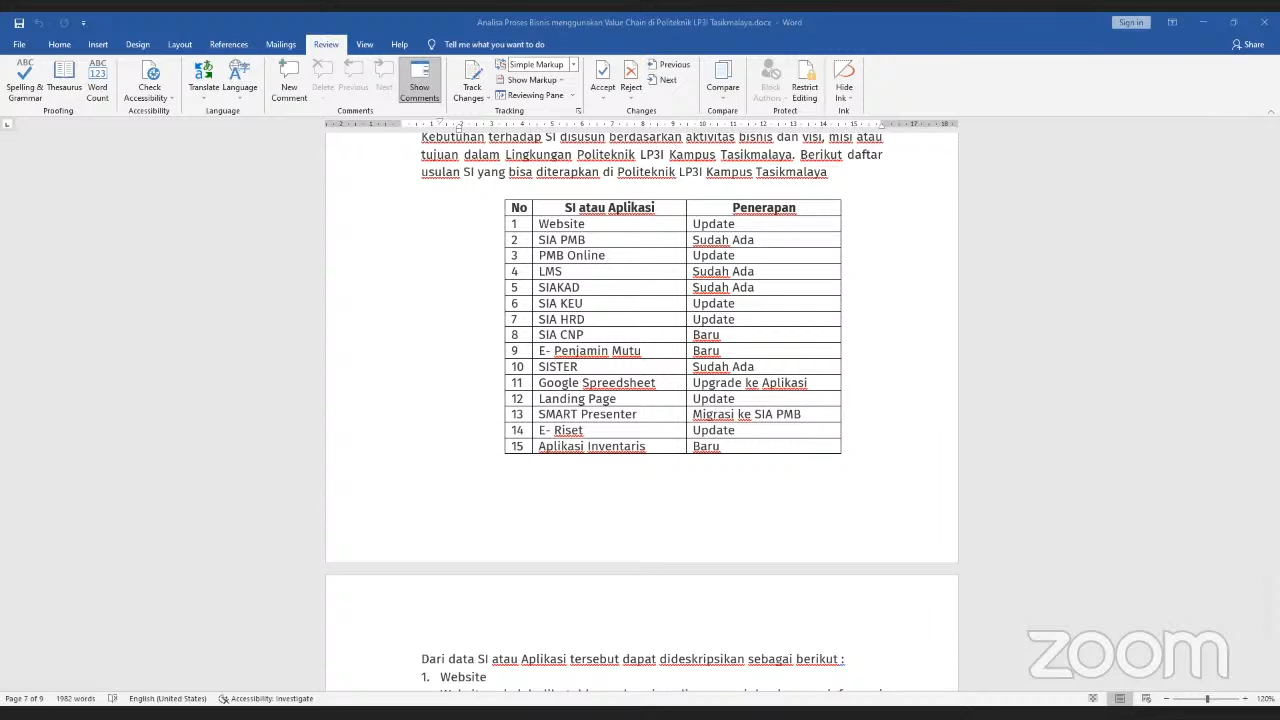 Analisa Proses Bisnis menggunakan Value Chain di Politeknik LP3I Tasikmalaya.docx - Word
Sign in
File Home Insert Design Layout References Mailings Review View Help Tell me what you want to do Share
Spelling & Grammar Thesaurus Word Count Check Accessibility Translate Language New Comment Delete Previous Next Show Comments Track Changes Simple Markup Show Markup Reviewing Pane Accept Reject Previous Next Compare Block Authors Restrict Editing Hide Ink
Proofing Accessibility Language Comments Tracking Changes Compare Protect Ink
Kebutuhan terhadap SI disusun berdasarkan aktivitas bisnis dan visi, misi atau
tujuan dalam Lingkungan Politeknik LP3I Kampus Tasikmalaya. Berikut daftar
usulan SI yang bisa diterapkan di Politeknik LP3I Kampus Tasikmalaya
No SI atau Aplikasi Penerapan
1 Website Update
2 SIA PMB Sudah Ada
3 PMB Online Update
4 LMS Sudah Ada
5 SIAKAD Sudah Ada
6 SIA KEU Update
7 SIA HRD Update
8 SIA CNP Baru
9 E- Penjamin Mutu Baru
10 SISTER Sudah Ada
11 Google Spreedsheet Upgrade ke Aplikasi
12 Landing Page Update
13 SMART Presenter Migrasi ke SIA PMB
14 E- Riset Update
15 Aplikasi Inventaris Baru
Dari data SI atau Aplikasi tersebut dapat dideskripsikan sebagai berikut :
1. Website
zoom
Page 7 of 9 1982 words English (United States) Accessibility: Investigate 120%